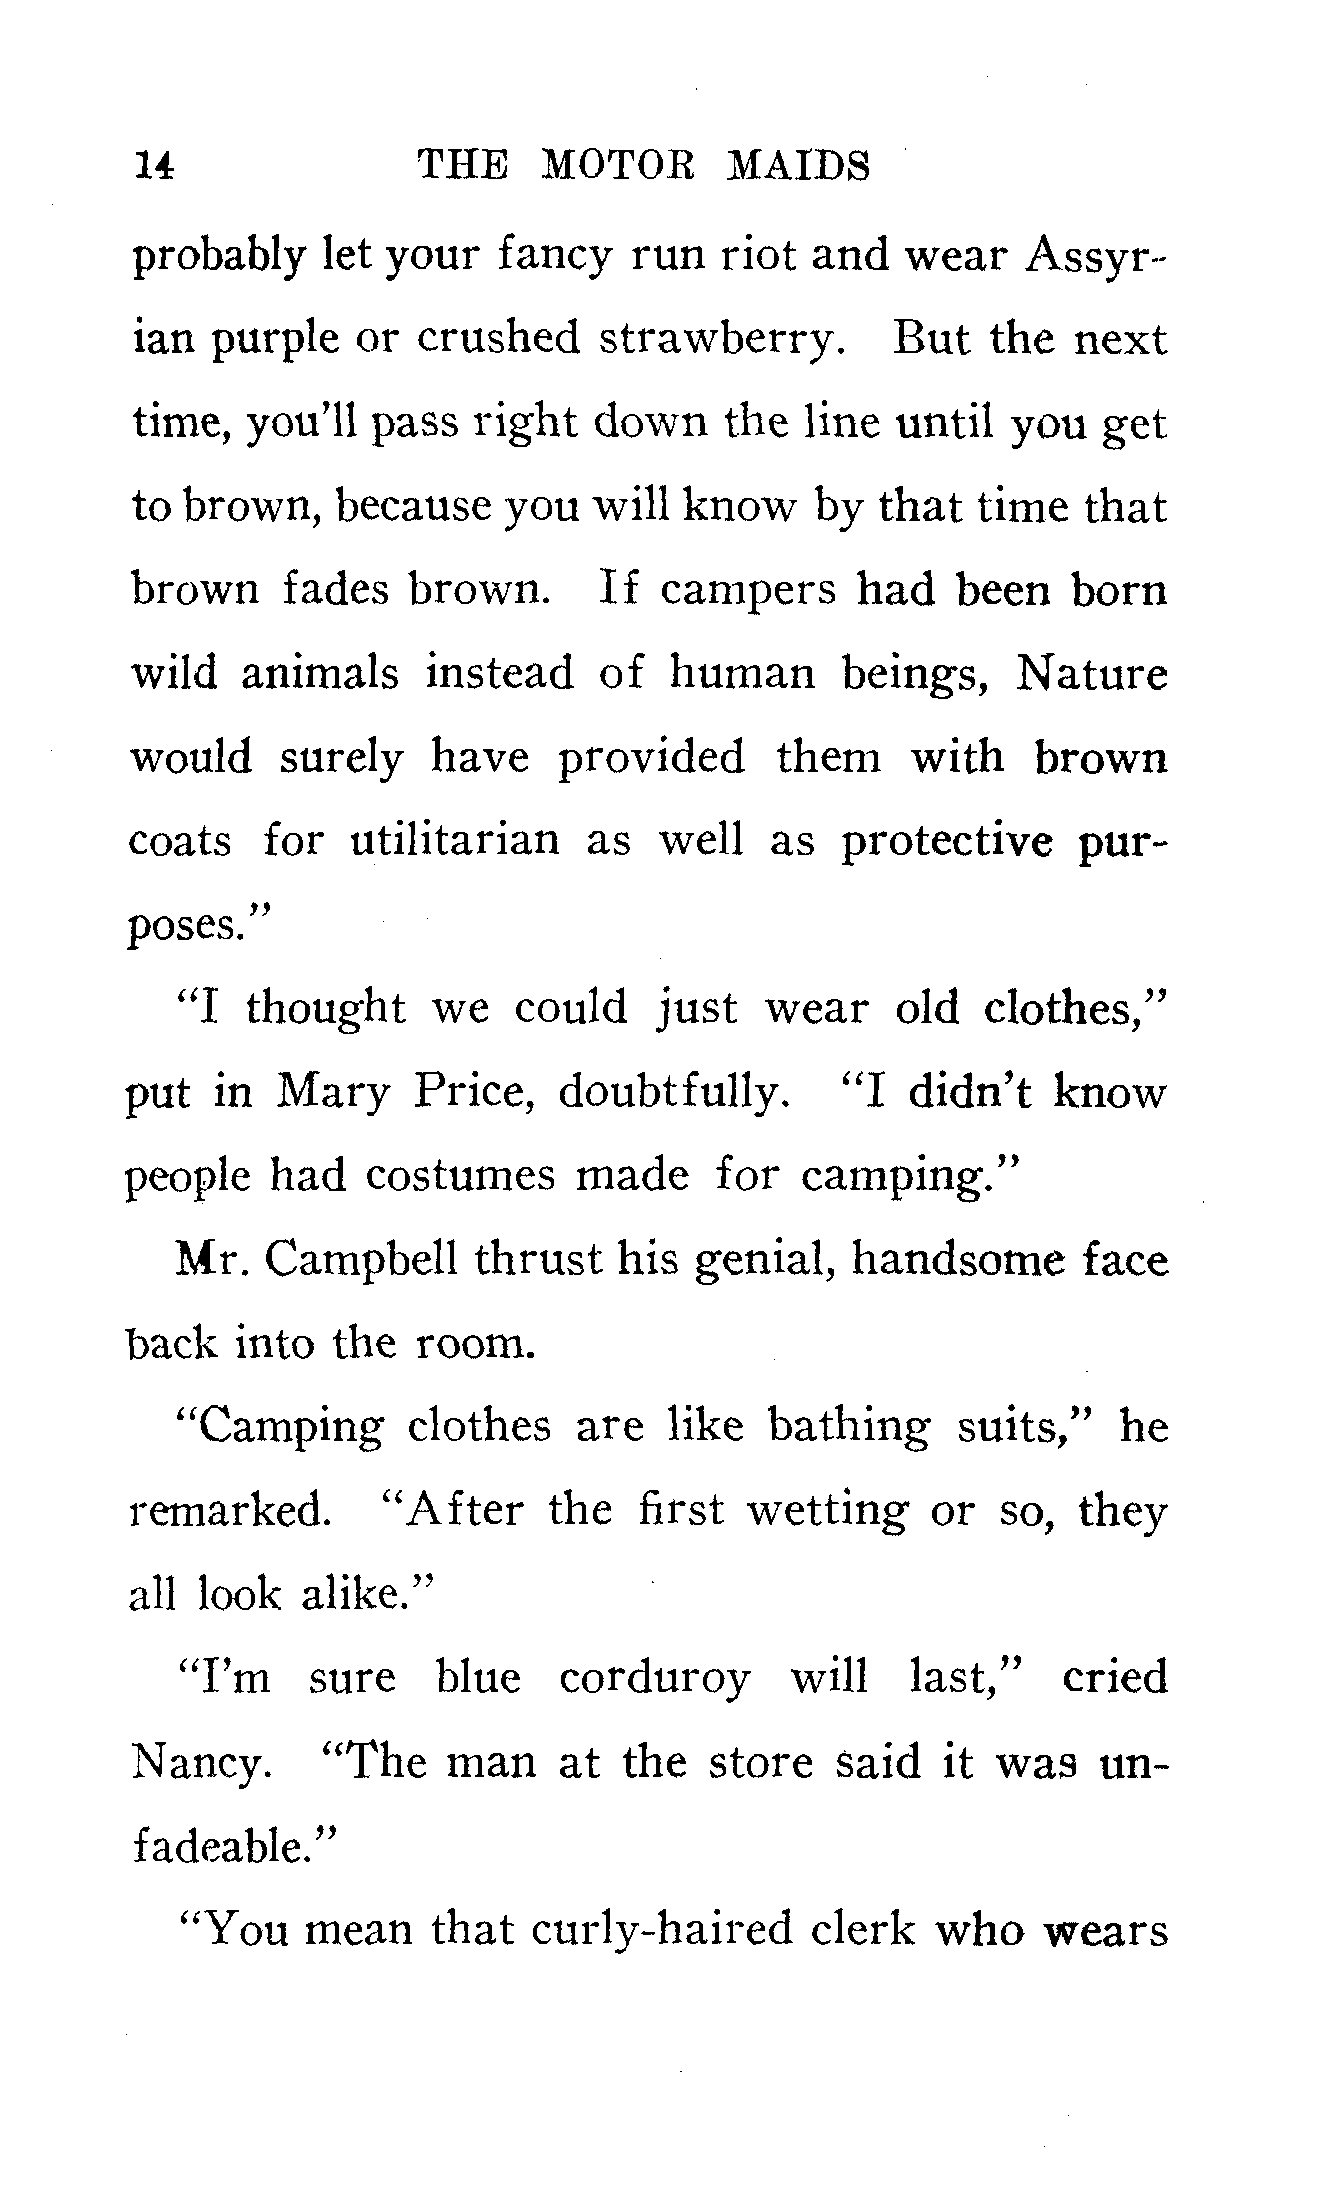 14 THE MOTOR MAIDS
probably let your fancy run riot and wear Assyr-
ian purple or crushed strawberry. But the next
time, you'll pass right down the line until you get
to brown, because you will know by that time that
brown fades brown. If campers had been born
wild animals instead of human beings, Nature
would surely have provided them with brown
coats for utilitarian as well as protective pur-
poses."
"I thought we could just wear old clothes,"
put in Mary Price, doubtfully. "I didn't know
people had costumes made for camping."
Mr. Campbell thrust his genial, handsome face
back into the room.
"Camping clothes are like bathing suits," he
remarked. "After the first wetting or so, they
all look alike."
"I'm sure blue corduroy will last," cried
Nancy. "The man at the store said it was un-
fadeable."
"You mean that curly-haired clerk who wears